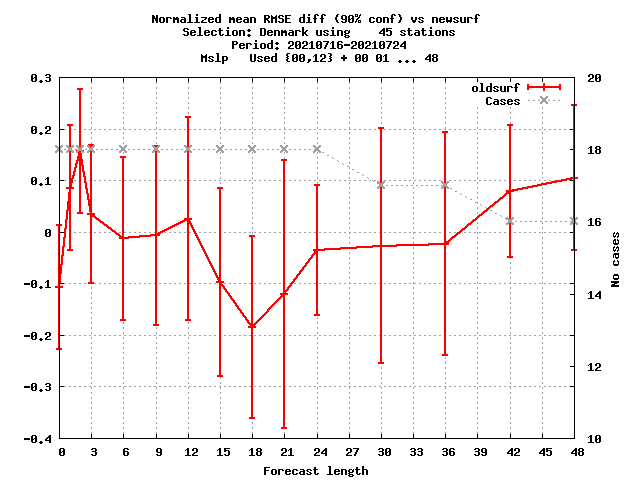 Normalized mean RMSE diff (90% conf) vs newsurf
Selection: Denmark using    45 stations
Period: 20210716-20210724
Mslp   Used {00,12} + 00 01 ... 48
oldsurf
Cases
0.3
0.2
0.1
0
-0.1
-0.2
-0.3
-0.4
20
18
16
14
12
10
No cases
0 3 6 9 12 15 18 21 24 27 30 33 36 39 42 45 48
Forecast length